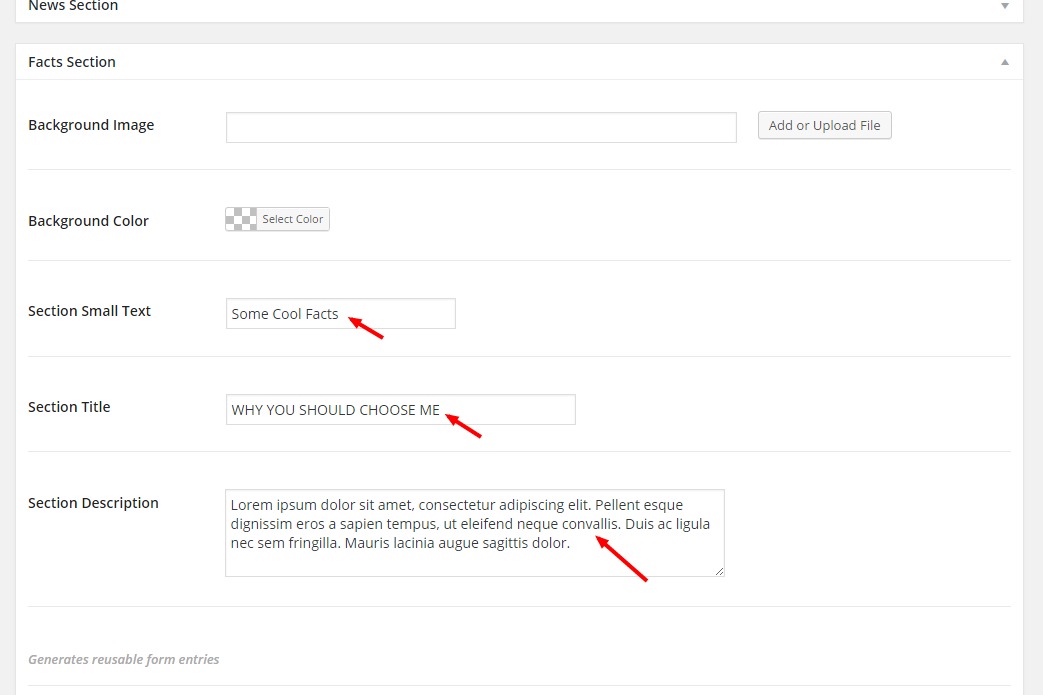 News Section
Facts Section
Background Image
Add or Upload File
Background Color
Select Color
Section Small Text
Some Cool Facts
Section Title
WHY YOU SHOULD CHOOSE ME
Section Description
Lorem ipsum dolor sit amet, consectetur adipiscing elit. Pellent esque
dignissim eros a sapien tempus, ut eleifend neque convallis. Duis ac ligula
nec sem fringilla. Mauris lacinia augue sagittis dolor.
Generates reusable form entries